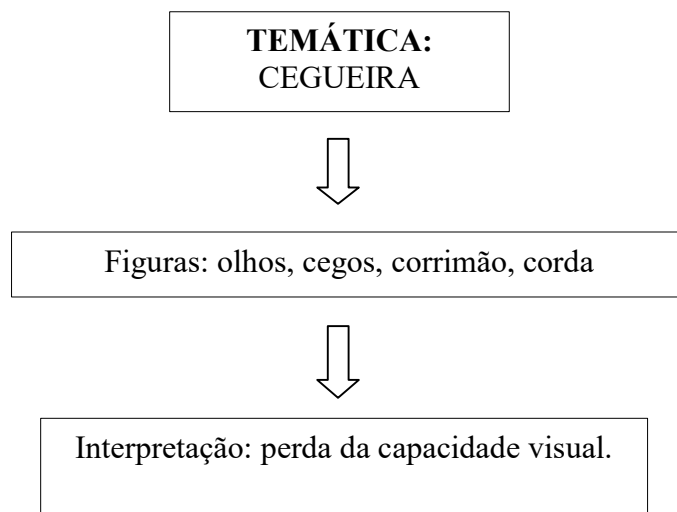 TEMÁTICA:
CEGUEIRA
Figuras: olhos, cegos, corrimão, corda
Interpretação: perda da capacidade visual.